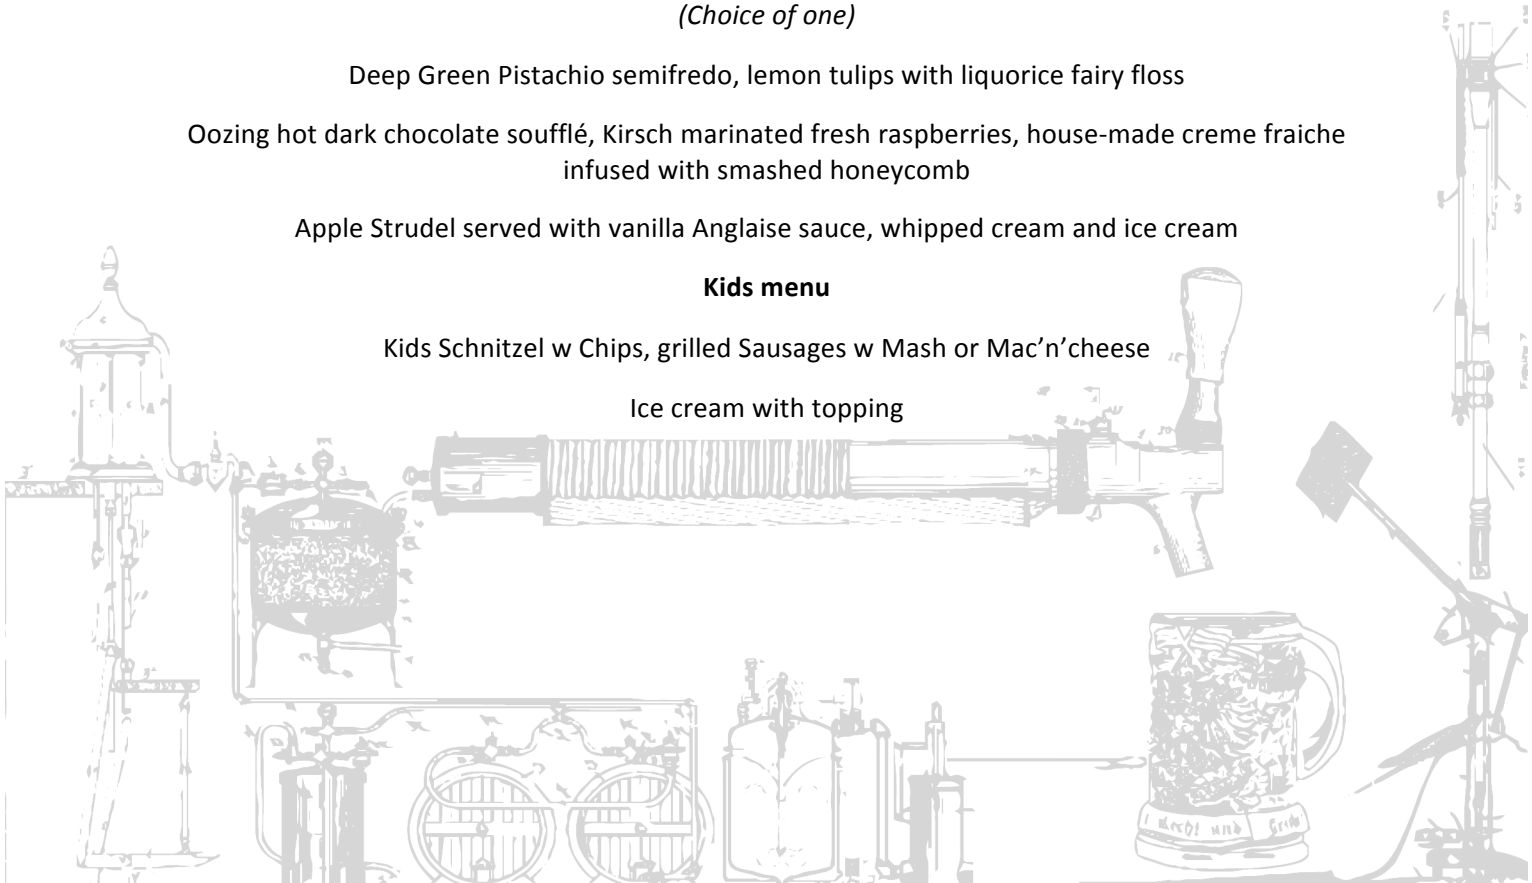 (Choice of one)
Deep Green Pistachio semifredo, lemon tulips with liquorice fairy floss
Oozing hot dark chocolate soufflé, Kirsch marinated fresh raspberries, house-made creme fraiche
infused with smashed honeycomb
Apple Strudel served with vanilla Anglaise sauce, whipped cream and ice cream
Kids menu
Kids Schnitzel w Chips, grilled Sausages w Mash or Mac’n’cheese
Ice cream with topping
Figure 7
und